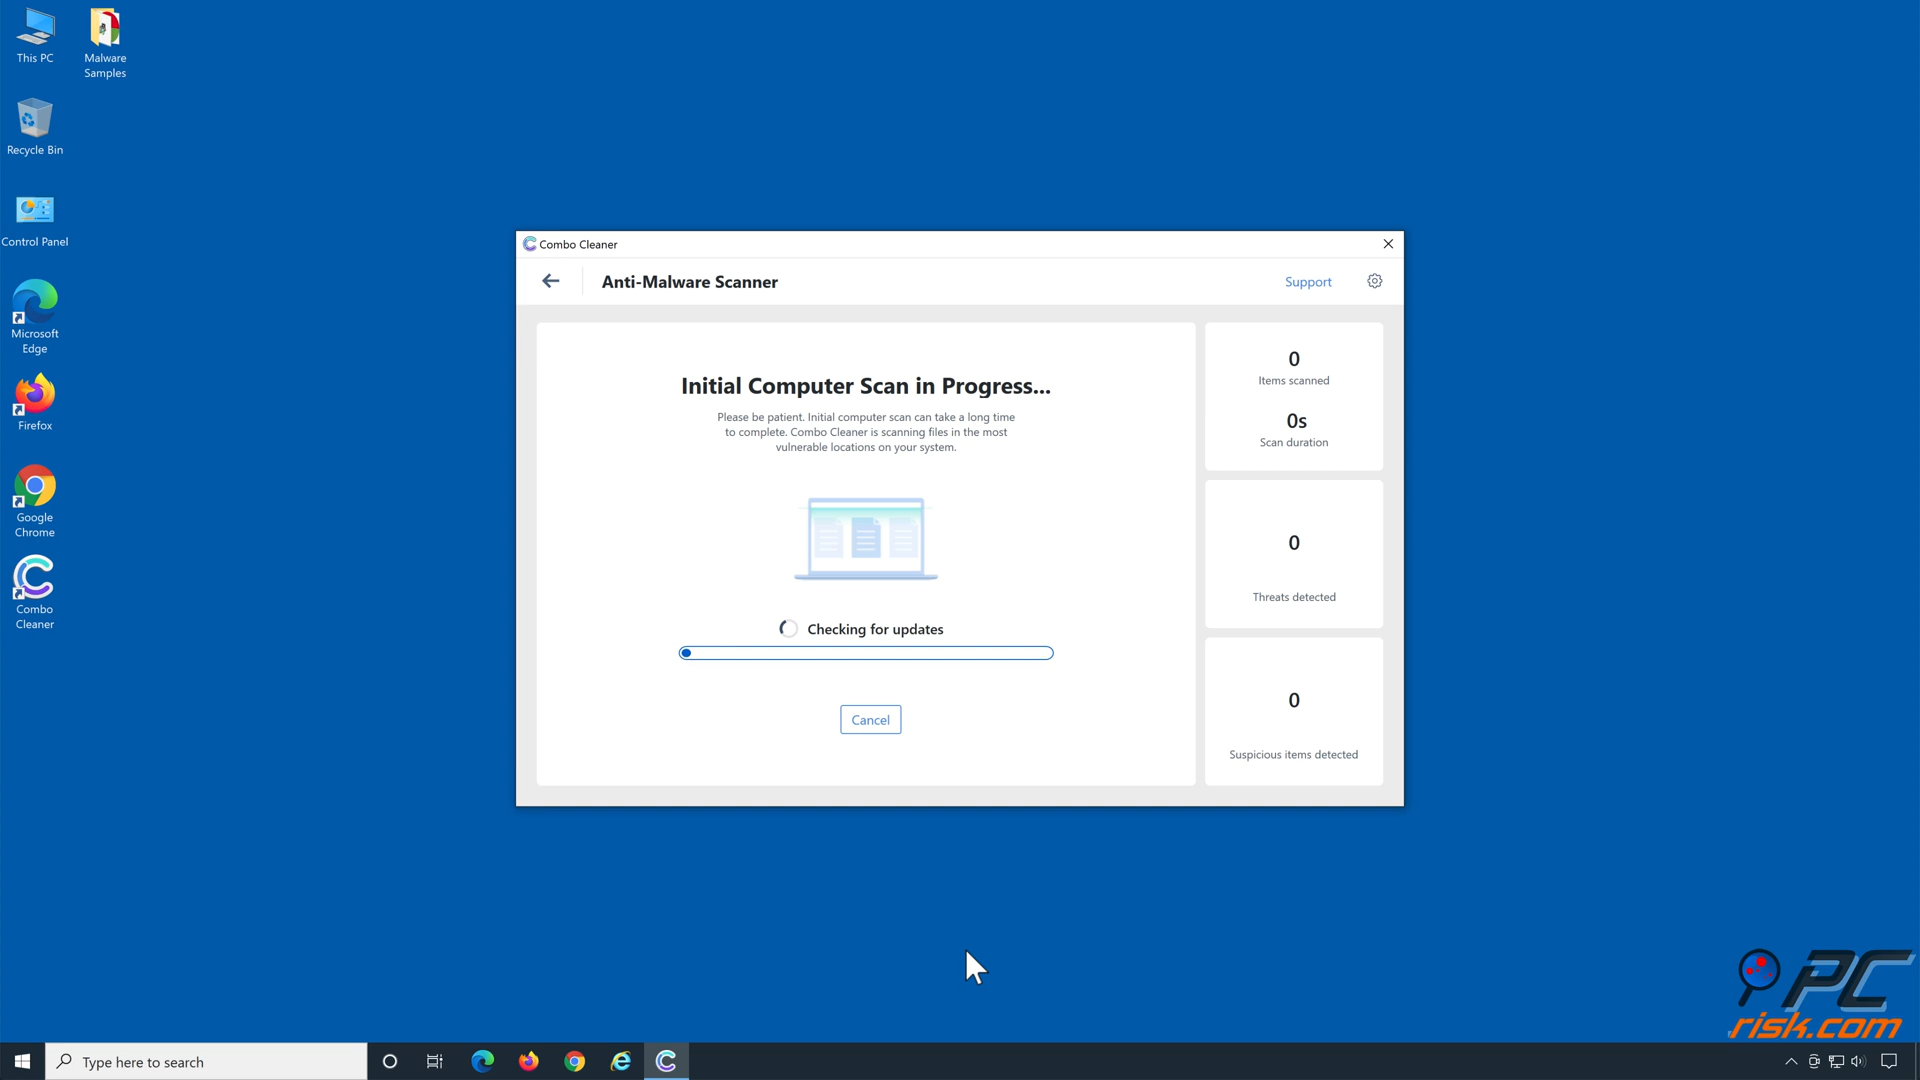 This PC
Malware
Samples
Recycle Bin
Control Panel
Microsoft
Edge
Firefox
Google
Chrome
Combo
Cleaner
Combo Cleaner
Anti-Malware Scanner
Support
Initial Computer Scan in Progress...
Please be patient. Initial computer scan can take a long time
to complete. Combo Cleaner is scanning files in the most
vulnerable locations on your system.
Checking for updates
Cancel
0
Items scanned
0s
Scan duration
0
Threats detected
0
Suspicious items detected
PC
risk.com
Type here to search